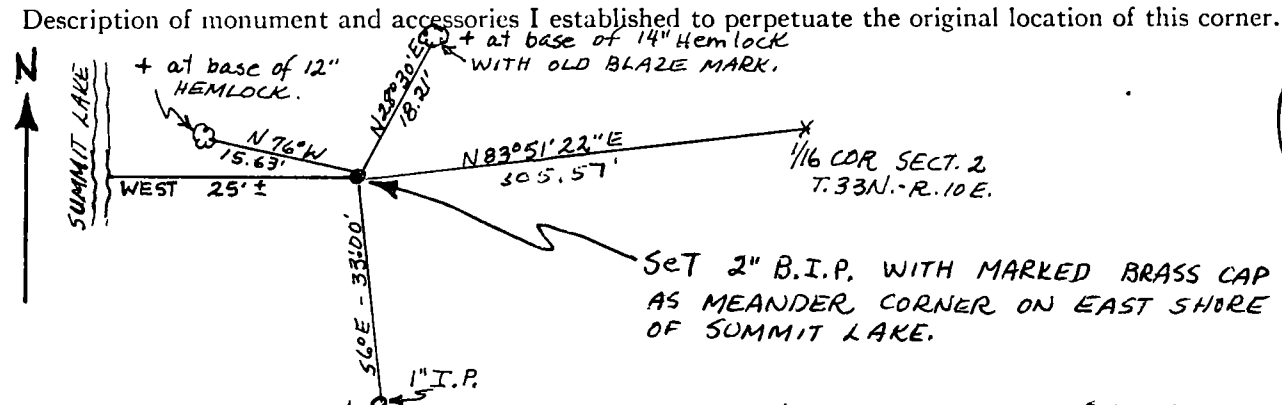 Description of monument and accessories I established to perpetuate the original location of this corner.
N
SUMMIT LAKE
+ at base of 12"
HEMLOCK.
+ at base of 14" Hemlock
WITH OLD BLAZE MARK.
N28°30'E
18.21'
N76°W
15.63'
WEST 25'±
N83°51'22"E
305.57'
1/16 COR SECT. 2
T.33N.-R.10E.
SET 2" B.I.P. WITH MARKED BRASS CAP
AS MEANDER CORNER ON EAST SHORE
OF SUMMIT LAKE.
S6°E - 33.00'
1" I.P.